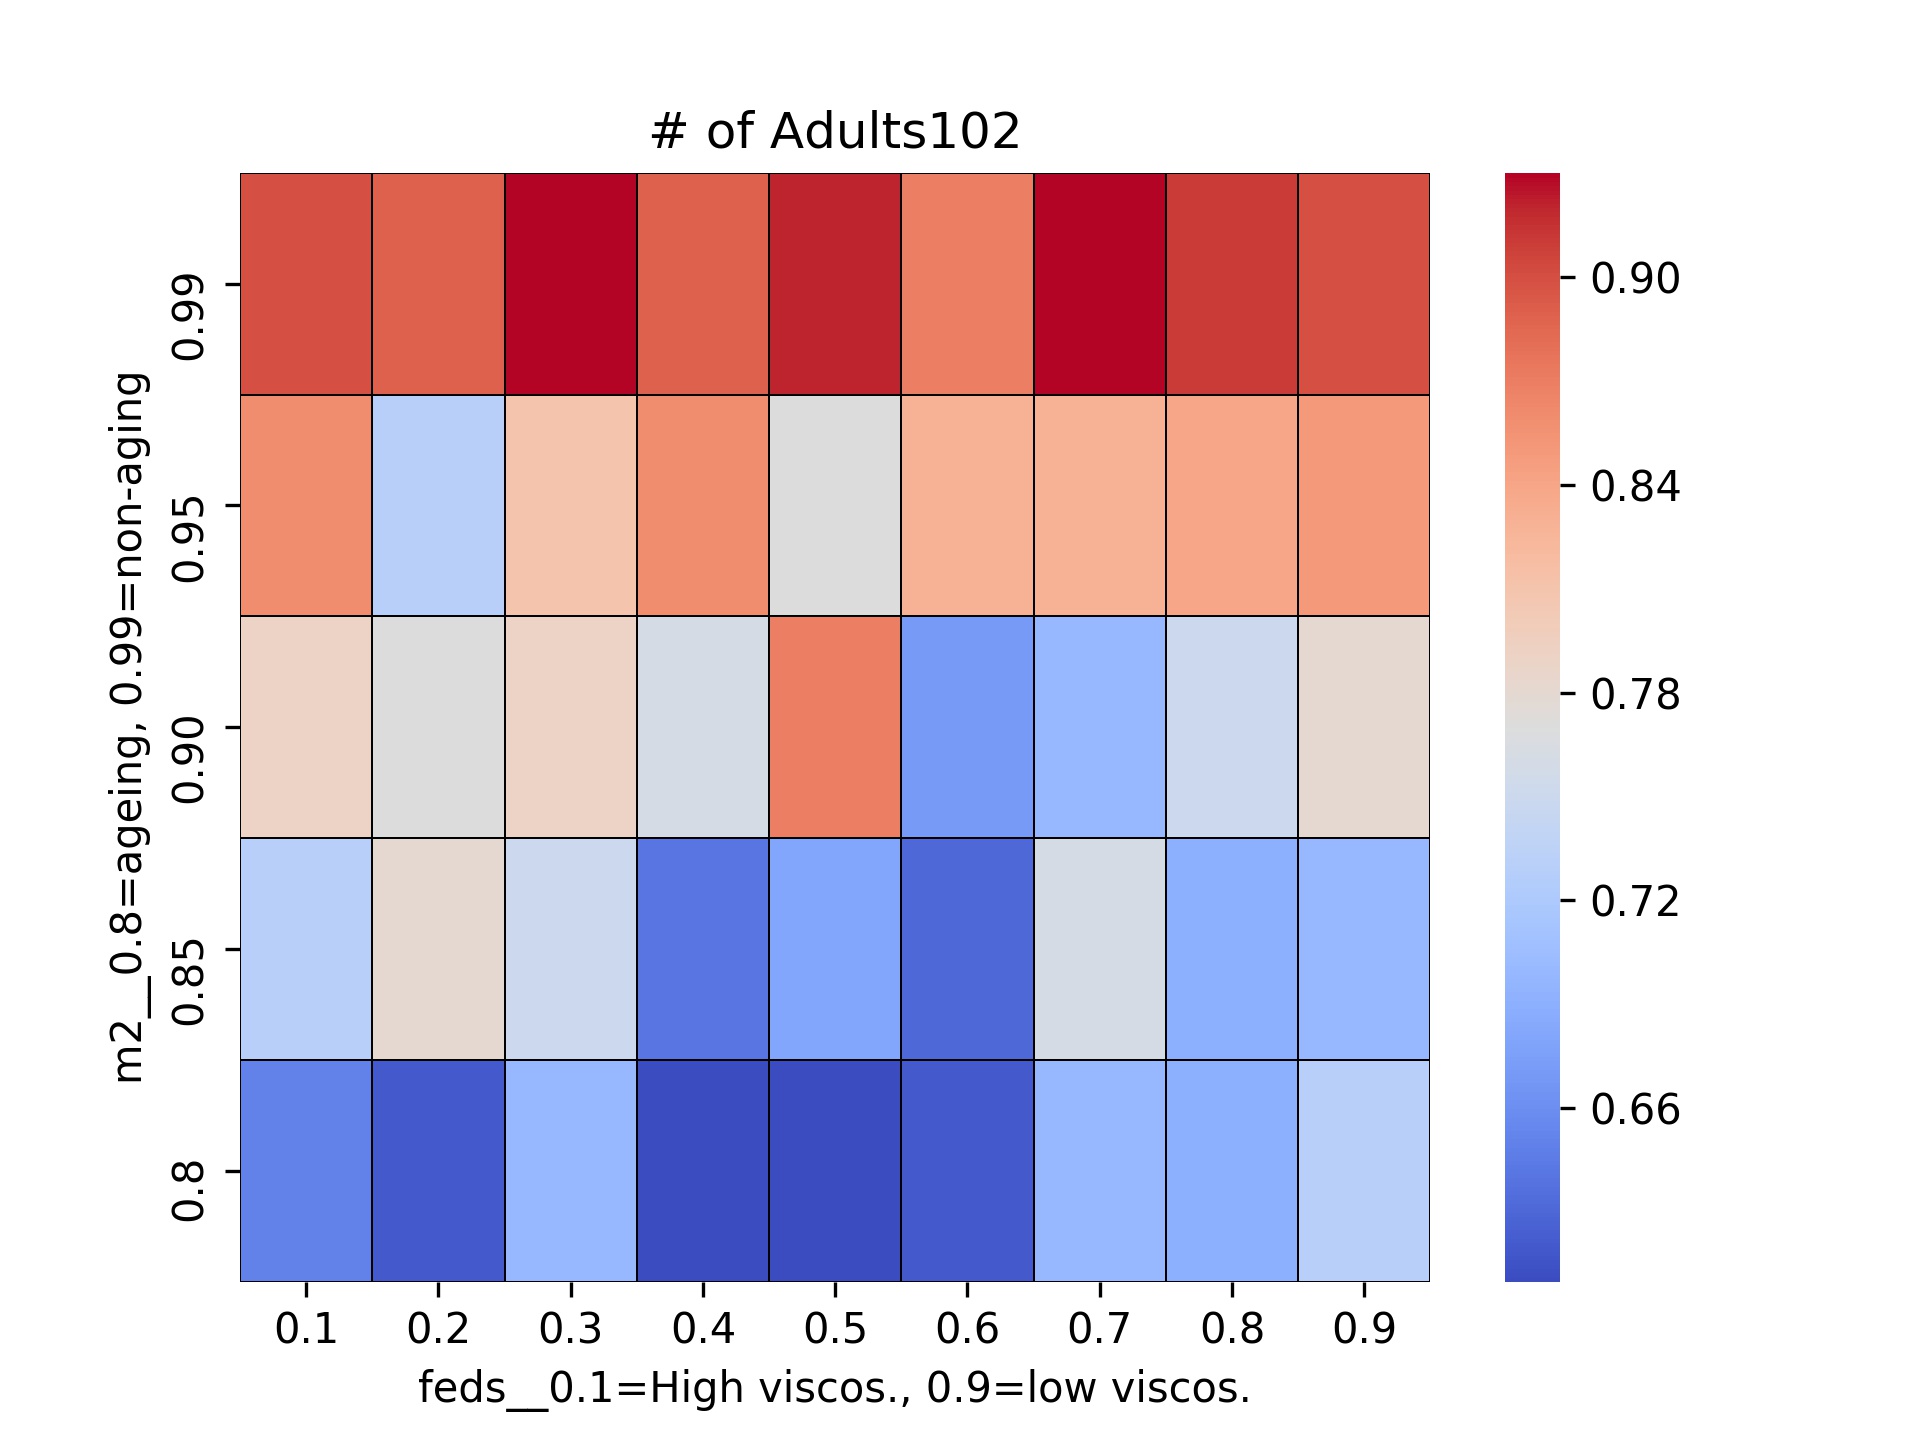 # of Adults102
m2__0.8=ageing, 0.99=non-aging
0.99
0.95
0.90
0.85
0.8
0.1 0.2 0.3 0.4 0.5 0.6 0.7 0.8 0.9
feds__0.1=High viscos., 0.9=low viscos.
0.90
0.84
0.78
0.72
0.66